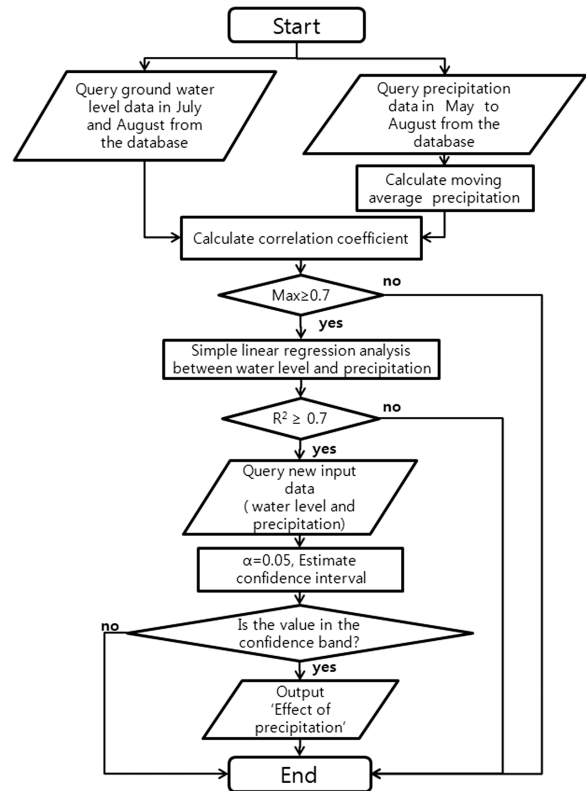 Start
Query ground water
level data in July
and August from
the database
Query precipitation
data in May to
August from the
database
Calculate moving
average precipitation
Calculate correlation coefficient
Max≥0.7
no
yes
Simple linear regression analysis
between water level and precipitation
R² ≥ 0.7
no
yes
Query new input
data
( water level and
precipitation)
α=0.05, Estimate
confidence interval
Is the value in the
confidence band?
no
yes
Output
‘Effect of
precipitation’
End